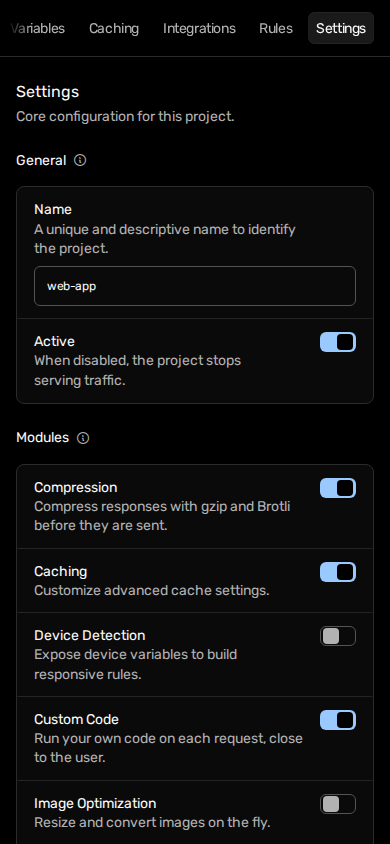 Variables Caching Integrations Rules Settings
Settings
Core configuration for this project.
General
Name
A unique and descriptive name to identify
the project.
web-app
Active
When disabled, the project stops
serving traffic.
Modules
Compression
Compress responses with gzip and Brotli
before they are sent.
Caching
Customize advanced cache settings.
Device Detection
Expose device variables to build
responsive rules.
Custom Code
Run your own code on each request, close
to the user.
Image Optimization
Resize and convert images on the fly.